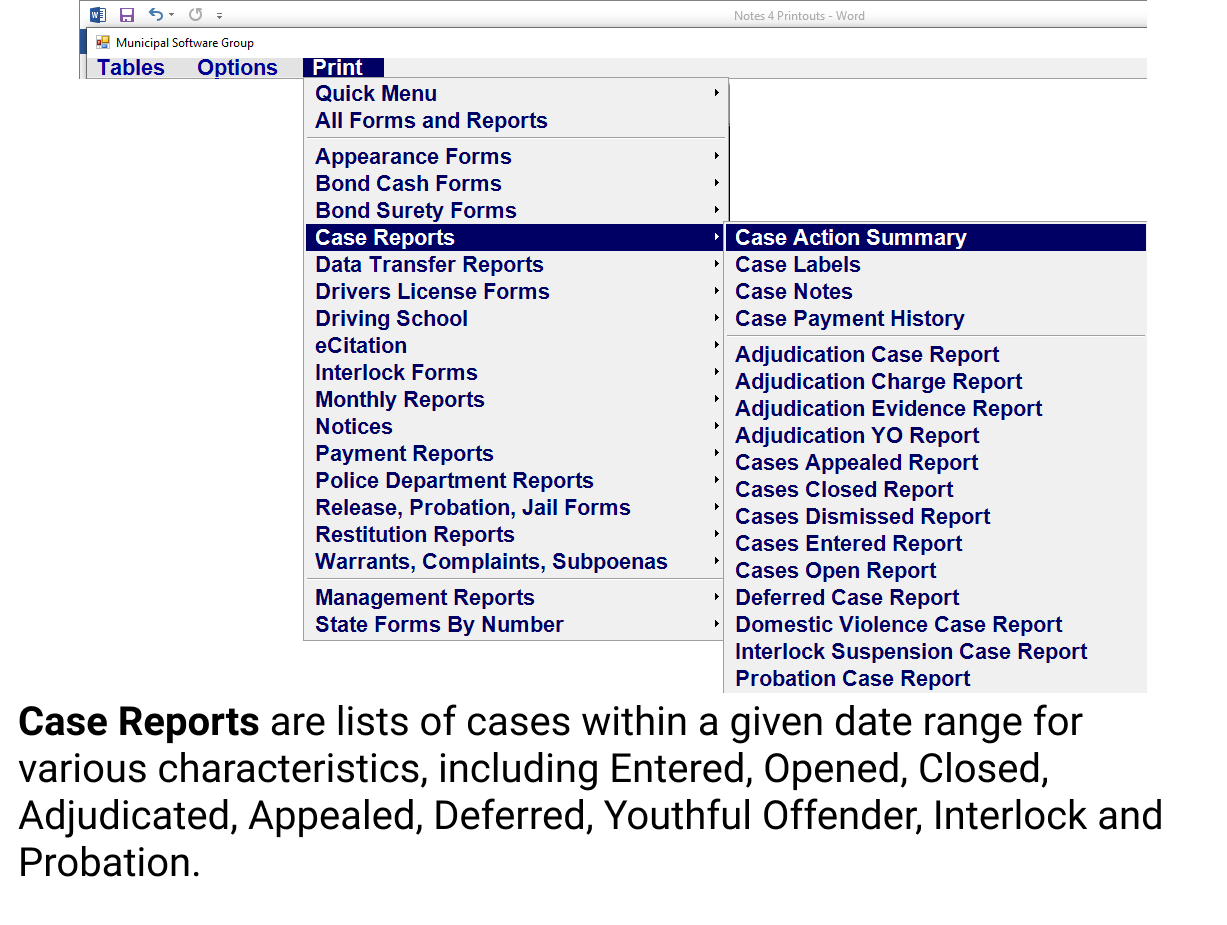 Notes 4 Printouts - Word
Municipal Software Group
Tables Options Print
Quick Menu
All Forms and Reports
Appearance Forms
Bond Cash Forms
Bond Surety Forms
Case Reports
Data Transfer Reports
Drivers License Forms
Driving School
eCitation
Interlock Forms
Monthly Reports
Notices
Payment Reports
Police Department Reports
Release, Probation, Jail Forms
Restitution Reports
Warrants, Complaints, Subpoenas
Management Reports
State Forms By Number
Case Action Summary
Case Labels
Case Notes
Case Payment History
Adjudication Case Report
Adjudication Charge Report
Adjudication Evidence Report
Adjudication YO Report
Cases Appealed Report
Cases Closed Report
Cases Dismissed Report
Cases Entered Report
Cases Open Report
Deferred Case Report
Domestic Violence Case Report
Interlock Suspension Case Report
Probation Case Report
Case Reports are lists of cases within a given date range for
various characteristics, including Entered, Opened, Closed,
Adjudicated, Appealed, Deferred, Youthful Offender, Interlock and
Probation.